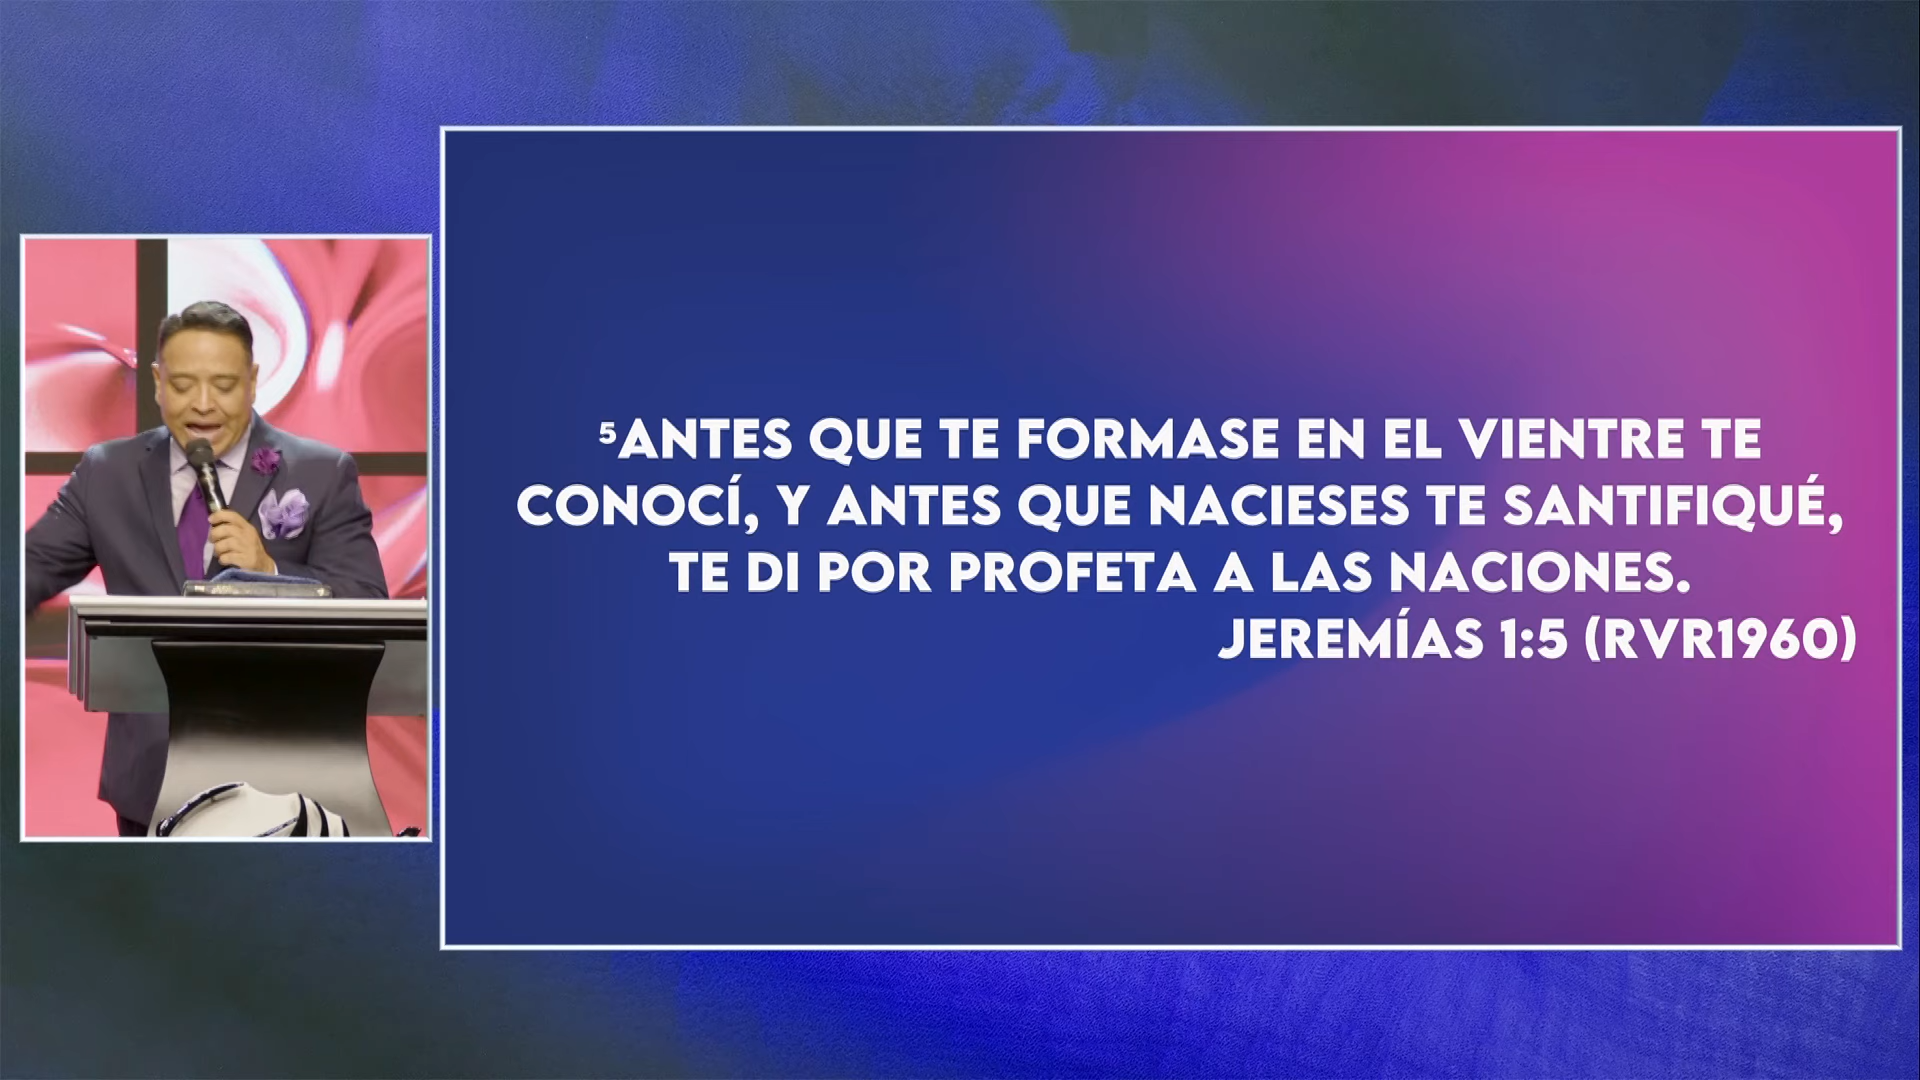 ⁵ANTES QUE TE FORMASE EN EL VIENTRE TE
CONOCÍ, Y ANTES QUE NACIESES TE SANTIFIQUÉ,
TE DI POR PROFETA A LAS NACIONES.
JEREMÍAS 1:5 (RVR1960)